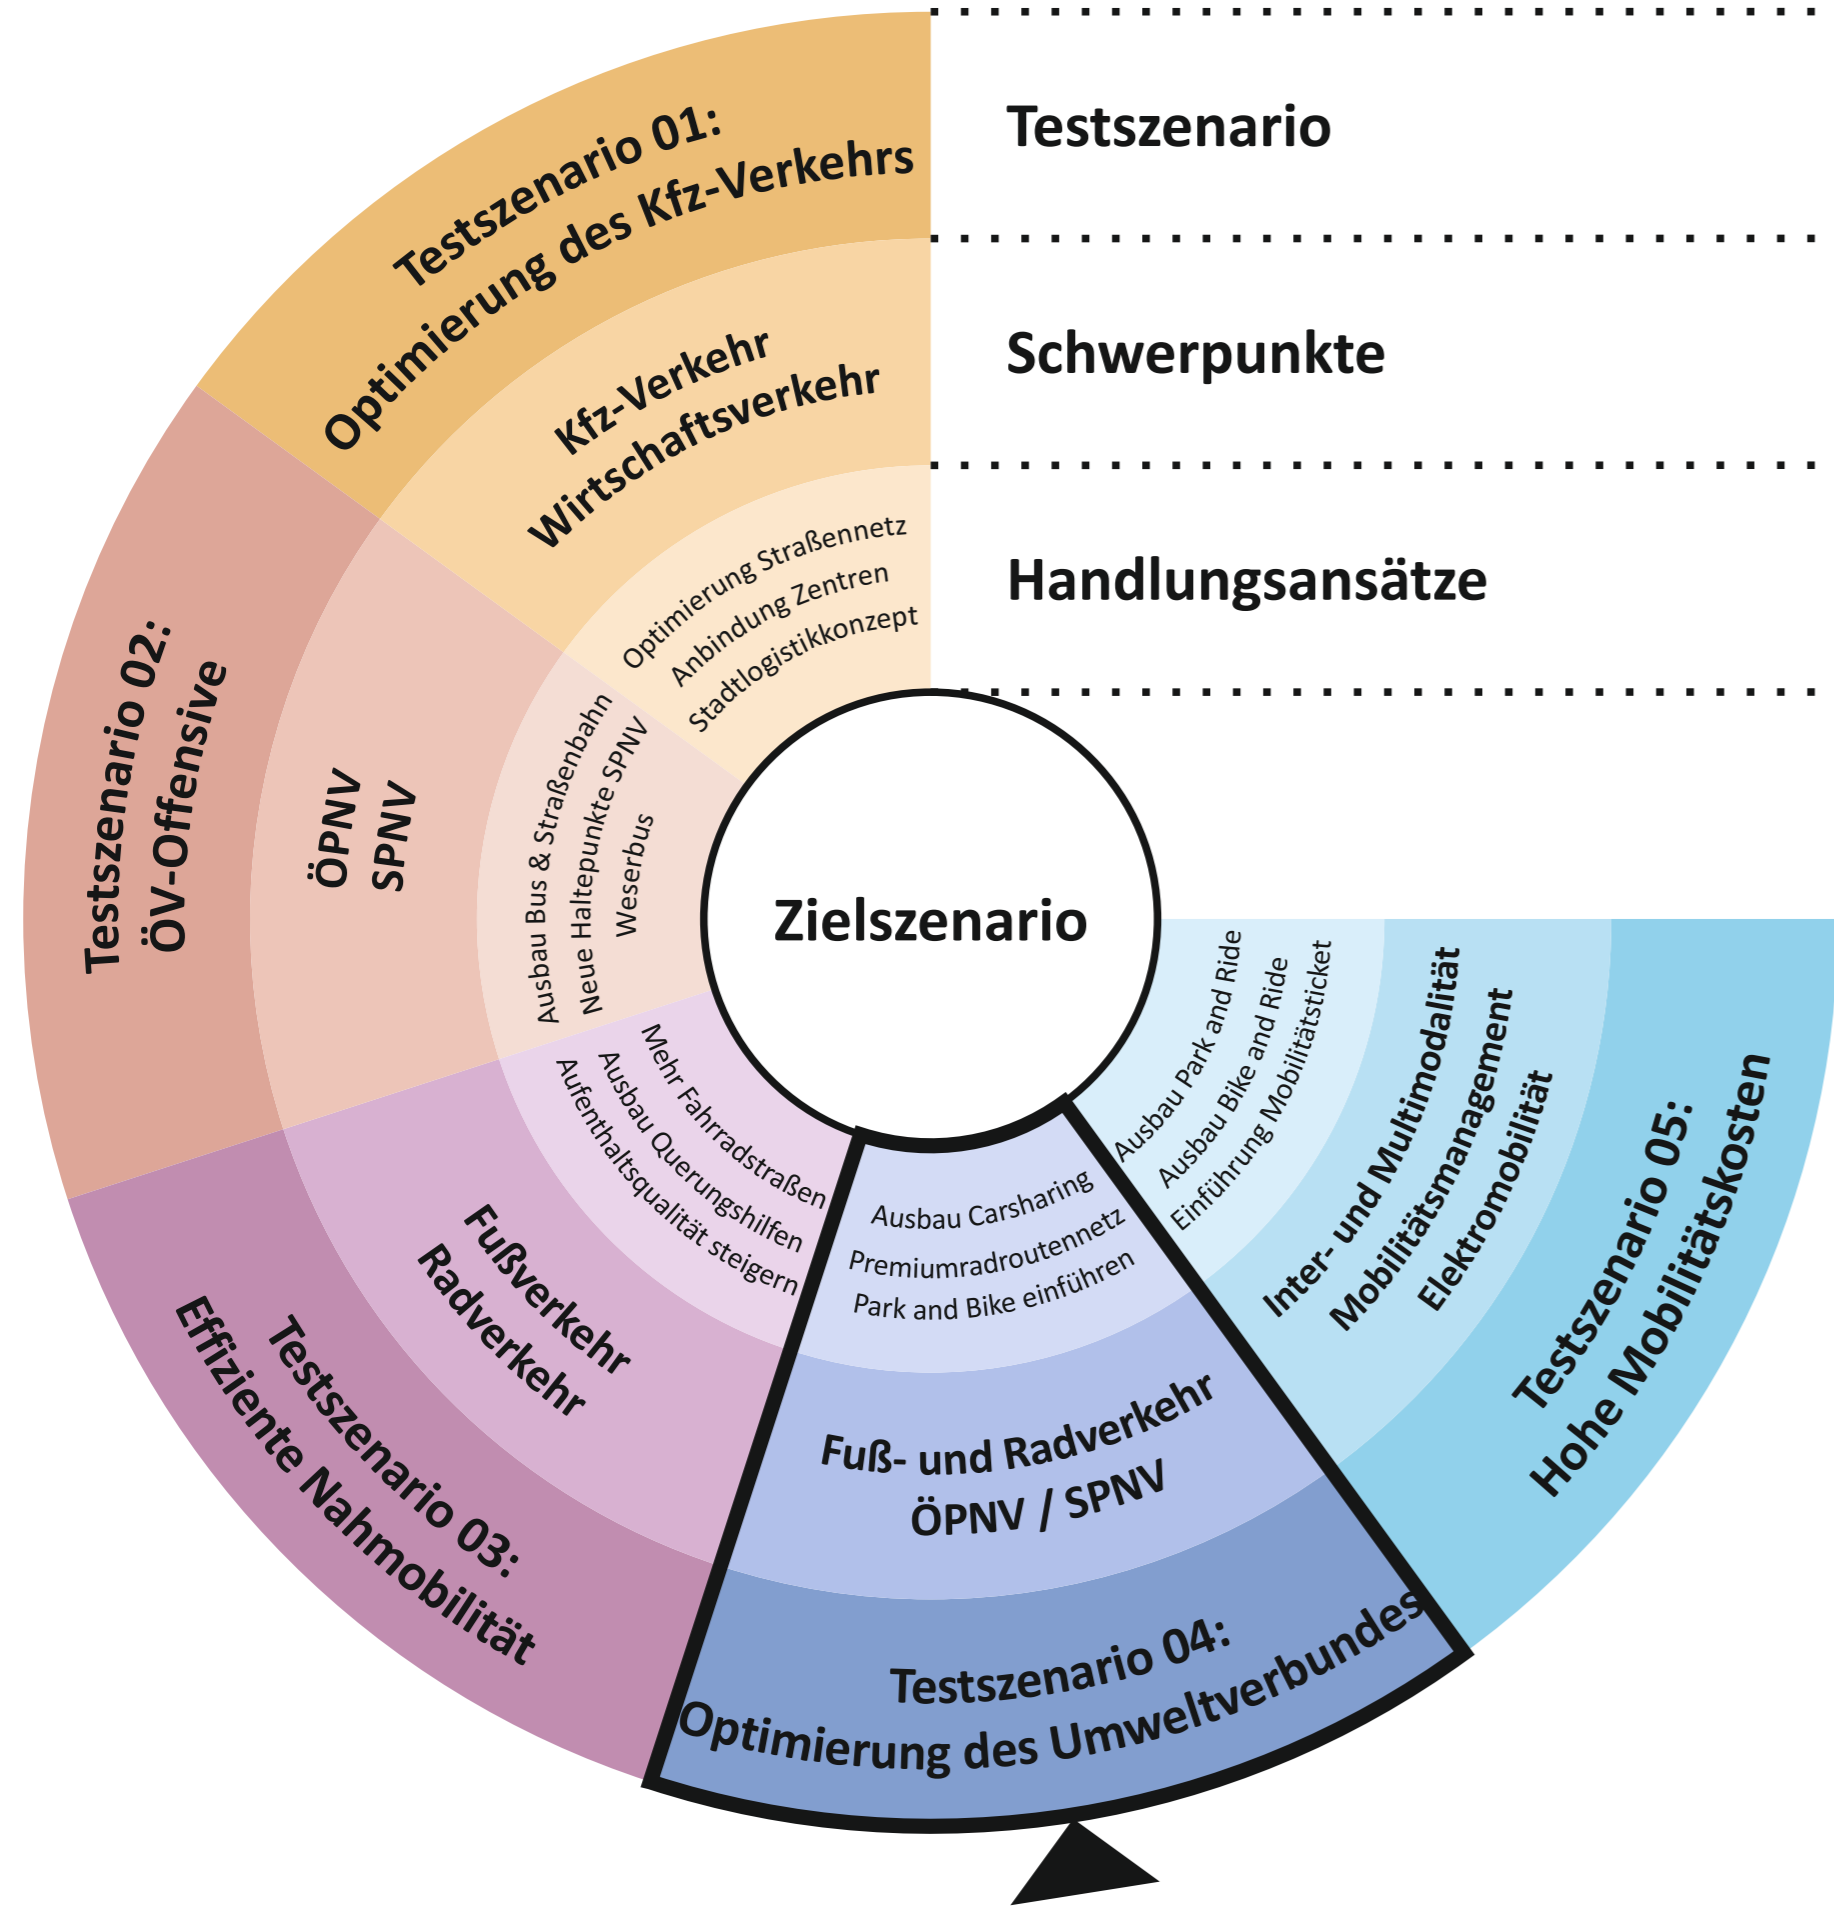 Testszenario
Schwerpunkte
Handlungsansätze
Zielszenario
Testszenario 01:
Optimierung des Kfz-Verkehrs
Kfz-Verkehr
Wirtschaftsverkehr
Optimierung Straßennetz
Anbindung Zentren
Stadtlogistikkonzept
Testszenario 02:
ÖV-Offensive
ÖPNV
SPNV
Ausbau Bus & Straßenbahn
Neue Haltepunkte SPNV
Weserbus
Testszenario 03:
Effiziente Nahmobilität
Fußverkehr
Radverkehr
Mehr Fahrradstraßen
Ausbau Querungshilfen
Aufenthaltsqualität steigern
Testszenario 04:
Optimierung des Umweltverbundes
Fuß- und Radverkehr
ÖPNV / SPNV
Ausbau Carsharing
Premiumradroutennetz
Park and Bike einführen
Testszenario 05:
Hohe Mobilitätskosten
Inter- und Multimodalität
Mobilitätsmanagement
Elektromobilität
Ausbau Park and Ride
Ausbau Bike and Ride
Einführung Mobilitätsticket